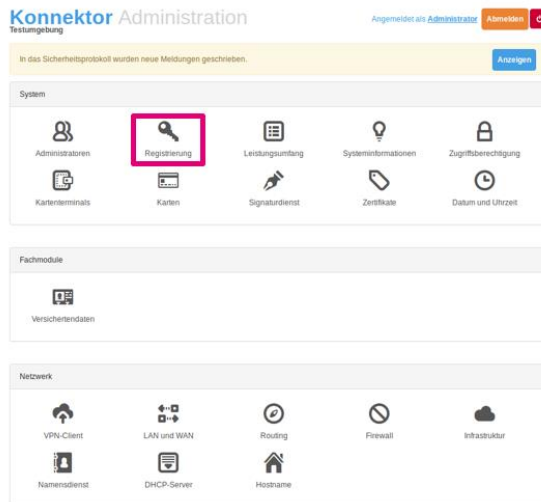 Konnektor Administration
Testumgebung
Angemeldet als Administrator
Abmelden
In das Sicherheitsprotokoll wurden neue Meldungen geschrieben.
Anzeigen
System
Administratoren
Registrierung
Leistungsumfang
Systeminformationen
Zugriffsberechtigung
Kartenterminals
Karten
Signaturdienst
Zertifikate
Datum und Uhrzeit
Fachmodule
Versichertendaten
Netzwerk
VPN-Client
LAN und WAN
Routing
Firewall
Infrastruktur
Namensdienst
DHCP-Server
Hostname